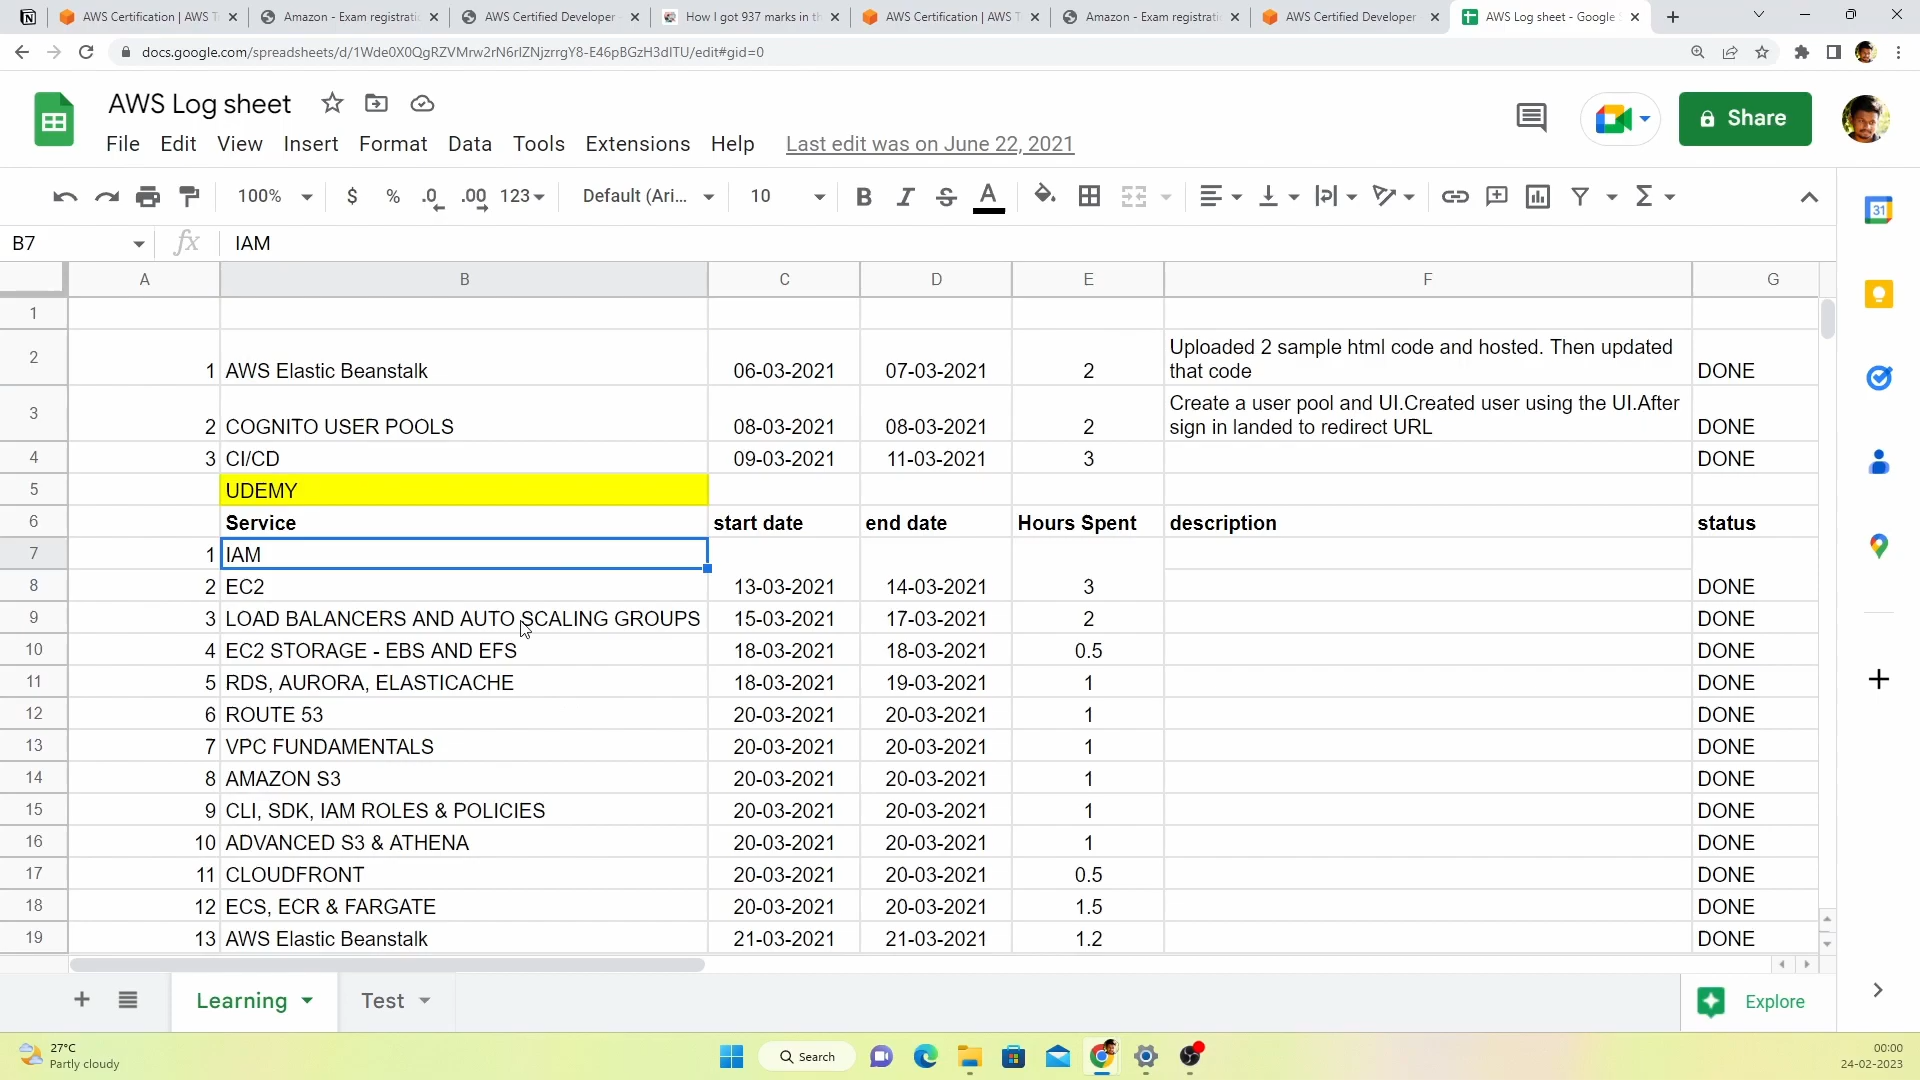 AWS Certification | AWS T
Amazon - Exam registrati
AWS Certified Developer -
How I got 937 marks in th
AWS Certification | AWS T
Amazon - Exam registrati
AWS Certified Developer
AWS Log sheet - Google S
docs.google.com/spreadsheets/d/1Wde0X0QgRZVMrw2rN6rlZNjzrrgY8-E46pBGzH3dITU/edit#gid=0
AWS Log sheet
Share
File Edit View Insert Format Data Tools Extensions Help Last edit was on June 22, 2021
100% $ % .0 .00 123 Default (Ari... 10 B I S A
31
B7 fx IAM
A B C D E F G
1
2 1 AWS Elastic Beanstalk 06-03-2021 07-03-2021 2 Uploaded 2 sample html code and hosted. Then updated
that code DONE
3 2 COGNITO USER POOLS 08-03-2021 08-03-2021 2 Create a user pool and UI.Created user using the UI.After
sign in landed to redirect URL DONE
4 3 CI/CD 09-03-2021 11-03-2021 3 DONE
5 UDEMY
6 Service start date end date Hours Spent description status
7 1 IAM
8 2 EC2 13-03-2021 14-03-2021 3 DONE
9 3 LOAD BALANCERS AND AUTO SCALING GROUPS 15-03-2021 17-03-2021 2 DONE
10 4 EC2 STORAGE - EBS AND EFS 18-03-2021 18-03-2021 0.5 DONE
11 5 RDS, AURORA, ELASTICACHE 18-03-2021 19-03-2021 1 DONE
12 6 ROUTE 53 20-03-2021 20-03-2021 1 DONE
13 7 VPC FUNDAMENTALS 20-03-2021 20-03-2021 1 DONE
14 8 AMAZON S3 20-03-2021 20-03-2021 1 DONE
15 9 CLI, SDK, IAM ROLES & POLICIES 20-03-2021 20-03-2021 1 DONE
16 10 ADVANCED S3 & ATHENA 20-03-2021 20-03-2021 1 DONE
17 11 CLOUDFRONT 20-03-2021 20-03-2021 0.5 DONE
18 12 ECS, ECR & FARGATE 20-03-2021 20-03-2021 1.5 DONE
19 13 AWS Elastic Beanstalk 21-03-2021 21-03-2021 1.2 DONE
Learning Test Explore
27°C
Partly cloudy
Search
00:00
24-02-2023